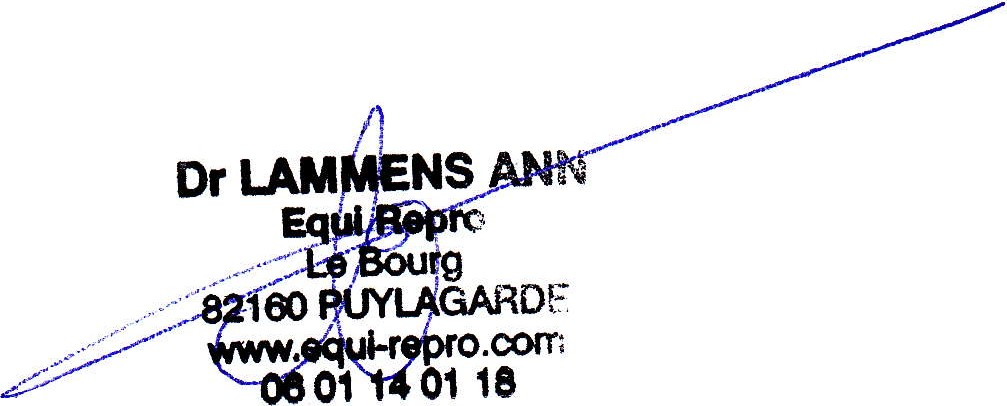 Dr LAMMENS ANN
Equi Repro
Le Bourg
82160 PUYLAGARDE
www.equi-repro.com
06 01 14 01 18